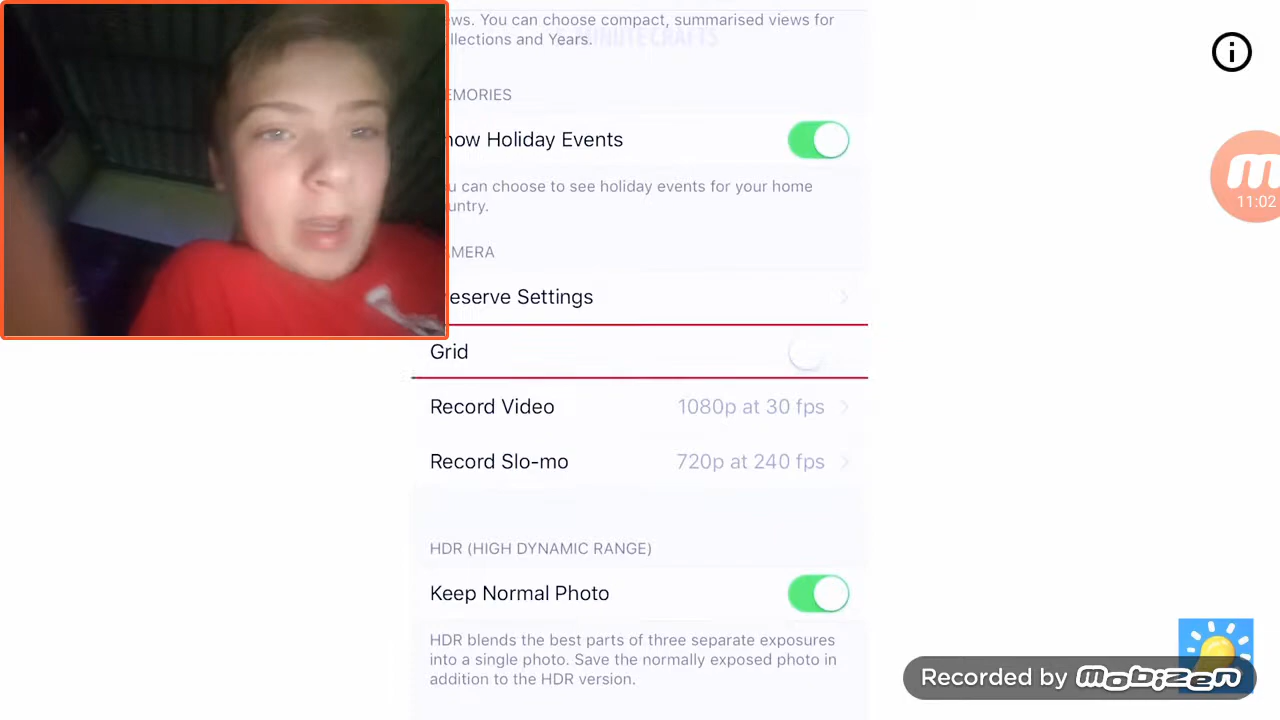 ews. You can choose compact, summarised views for
llections and Years.
MINUTECRAFTS
EMORIES
how Holiday Events
u can choose to see holiday events for your home
untry.
AMERA
eserve Settings
Grid
Record Video 1080p at 30 fps
Record Slo-mo 720p at 240 fps
HDR (HIGH DYNAMIC RANGE)
Keep Normal Photo
HDR blends the best parts of three separate exposures
into a single photo. Save the normally exposed photo in
addition to the HDR version.
11:02
Recorded by mobizen